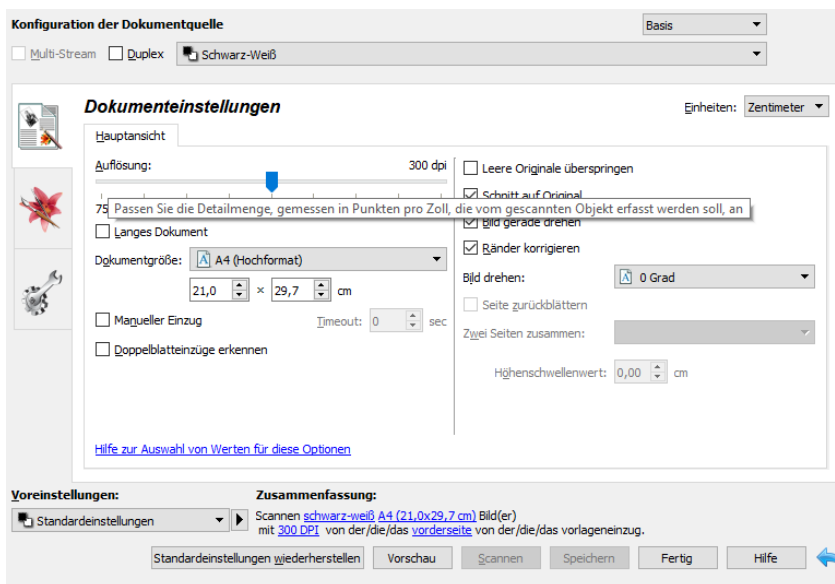 Konfiguration der Dokumentquelle
Basis
Multi-Stream Duplex Schwarz-Weiß
Dokumenteinstellungen
Einheiten: Zentimeter
Hauptansicht
Auflösung: 300 dpi
Leere Originale überspringen
Schnitt auf Original
75
Passen Sie die Detailmenge, gemessen in Punkten pro Zoll, die vom gescannten Objekt erfasst werden soll, an
Bild gerade drehen
Langes Dokument
Ränder korrigieren
Dokumentgröße: A4 (Hochformat)
21,0 × 29,7 cm
Bild drehen: 0 Grad
Seite zurückblättern
Manueller Einzug Timeout: 0 sec
Zwei Seiten zusammen:
Doppelblatteinzüge erkennen
Höhenschwellenwert: 0,00 cm
Hilfe zur Auswahl von Werten für diese Optionen
Voreinstellungen:
Standardeinstellungen
Zusammenfassung:
Scannen schwarz-weiß A4 (21,0x29,7 cm) Bild(er)
mit 300 DPI von der/die/das vorderseite von der/die/das vorlageneinzug.
Standardeinstellungen wiederherstellen Vorschau Scannen Speichern Fertig Hilfe